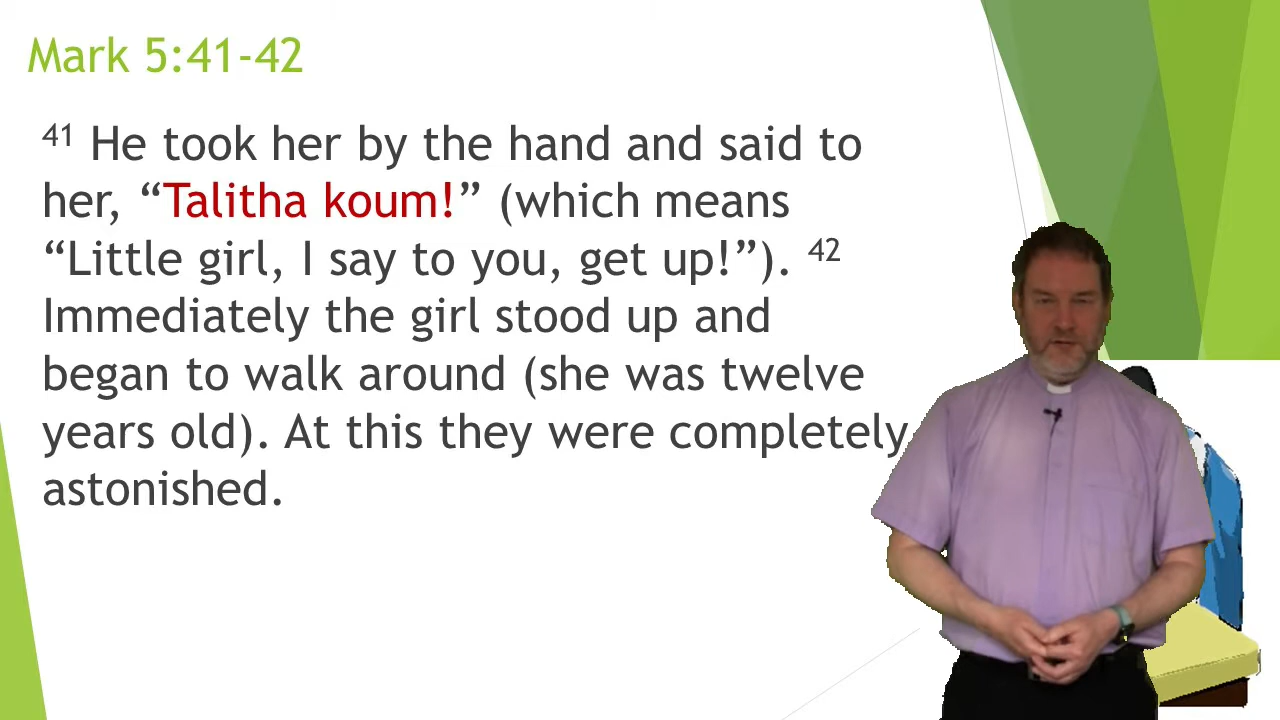 Mark 5:41-42
41 He took her by the hand and said to
her, “Talitha koum!” (which means
“Little girl, I say to you, get up!”). 42
Immediately the girl stood up and
began to walk around (she was twelve
years old). At this they were completely
astonished.